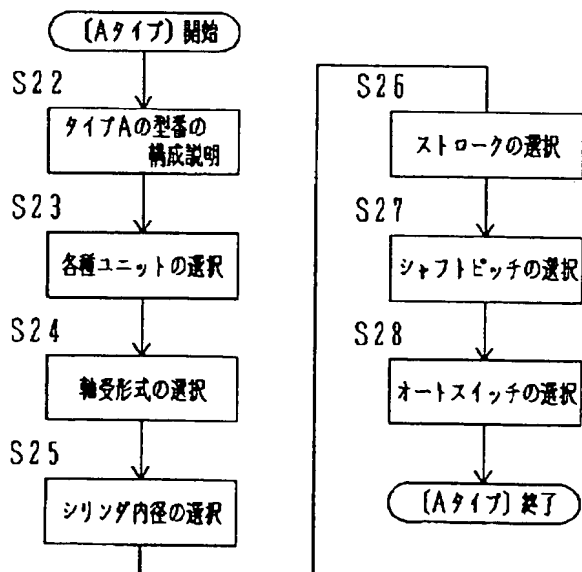 〔Aタイプ〕開始
S22
タイプAの型番の
構成説明
S23
各種ユニットの選択
S24
軸受形式の選択
S25
シリンダ内径の選択
S26
ストロークの選択
S27
シャフトピッチの選択
S28
オートスイッチの選択
〔Aタイプ〕終了